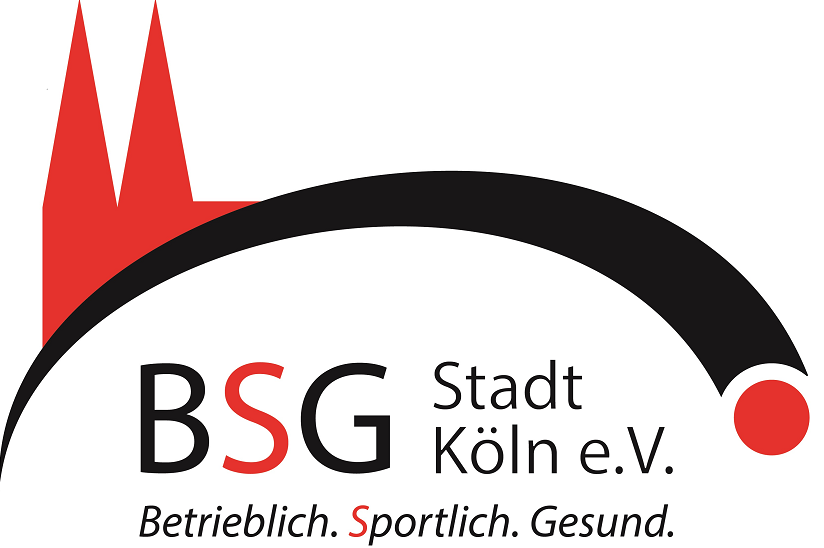 BSG Stadt
Köln e.V.
Betrieblich. Sportlich. Gesund.